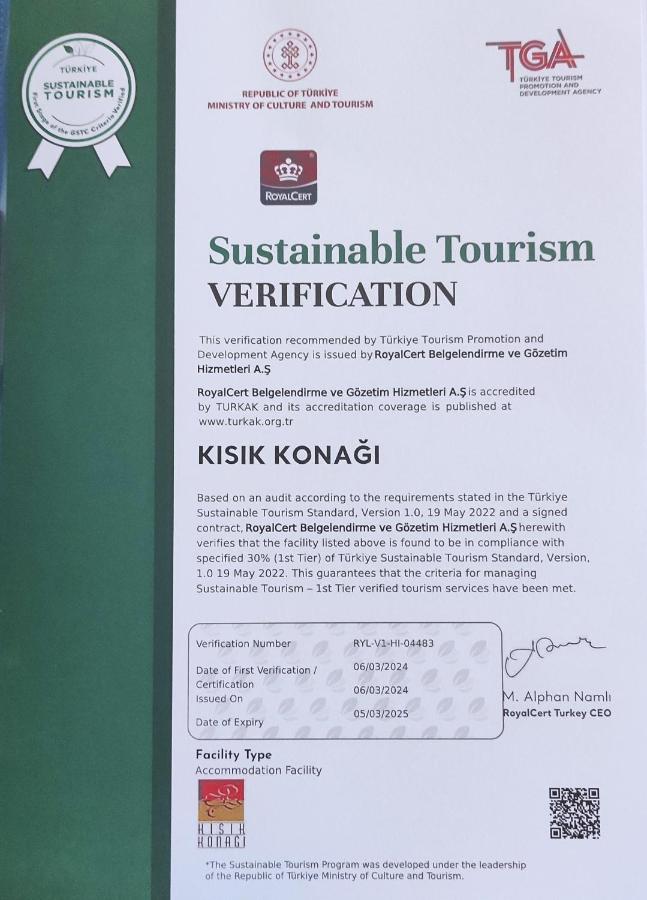 TÜRKİYE
SUSTAINABLE
TOURISM
First Stage of the GSTC Criteria Verified
REPUBLIC OF TÜRKİYE
MINISTRY OF CULTURE AND TOURISM
TGA
TÜRKİYE TOURISM
PROMOTION AND
DEVELOPMENT AGENCY
ROYALCERT
Sustainable Tourism
VERIFICATION
This verification recommended by Türkiye Tourism Promotion and
Development Agency is issued by RoyalCert Belgelendirme ve Gözetim
Hizmetleri A.Ş
RoyalCert Belgelendirme ve Gözetim Hizmetleri A.Ş is accredited
by TURKAK and its accreditation coverage is published at
www.turkak.org.tr
KISIK KONAĞI
Based on an audit according to the requirements stated in the Türkiye
Sustainable Tourism Standard, Version 1.0, 19 May 2022 and a signed
contract, RoyalCert Belgelendirme ve Gözetim Hizmetleri A.Ş herewith
verifies that the facility listed above is found to be in compliance with
specified 30% (1st Tier) of Türkiye Sustainable Tourism Standard, Version,
1.0 19 May 2022. This guarantees that the criteria for managing
Sustainable Tourism – 1st Tier verified tourism services have been met.
Verification Number RYL-V1-HI-04483
Date of First Verification / 06/03/2024
Certification
Issued On 06/03/2024
Date of Expiry 05/03/2025
M. Alphan Namlı
RoyalCert Turkey CEO
Facility Type
Accommodation Facility
KISIK
KONAĞI
*The Sustainable Tourism Program was developed under the leadership
of the Republic of Türkiye Ministry of Culture and Tourism.